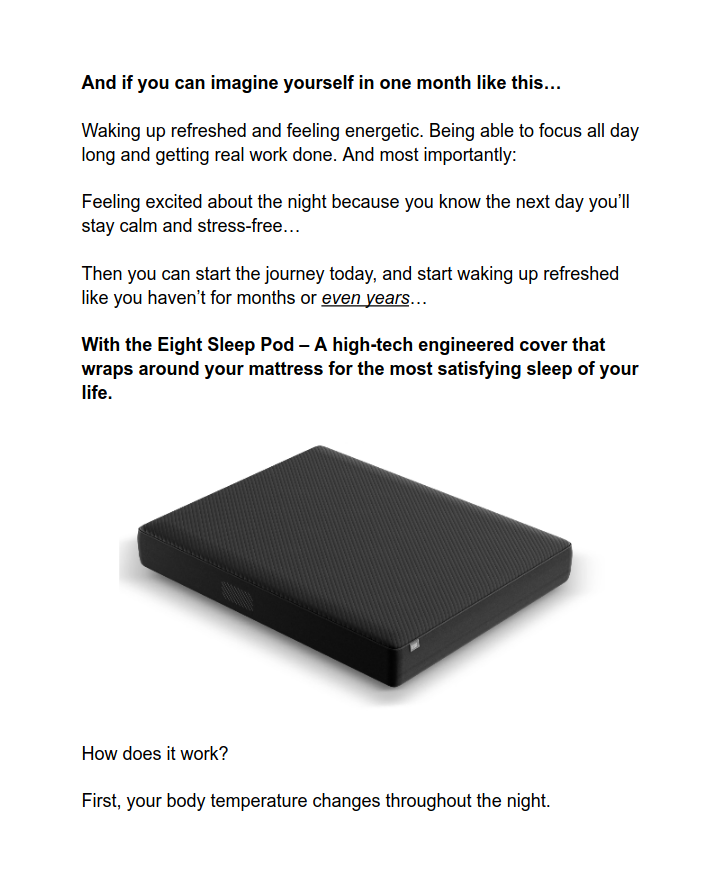 And if you can imagine yourself in one month like this…
Waking up refreshed and feeling energetic. Being able to focus all day
long and getting real work done. And most importantly:
Feeling excited about the night because you know the next day you’ll
stay calm and stress-free…
Then you can start the journey today, and start waking up refreshed
like you haven’t for months or even years…
With the Eight Sleep Pod – A high-tech engineered cover that
wraps around your mattress for the most satisfying sleep of your
life.
How does it work?
First, your body temperature changes throughout the night.